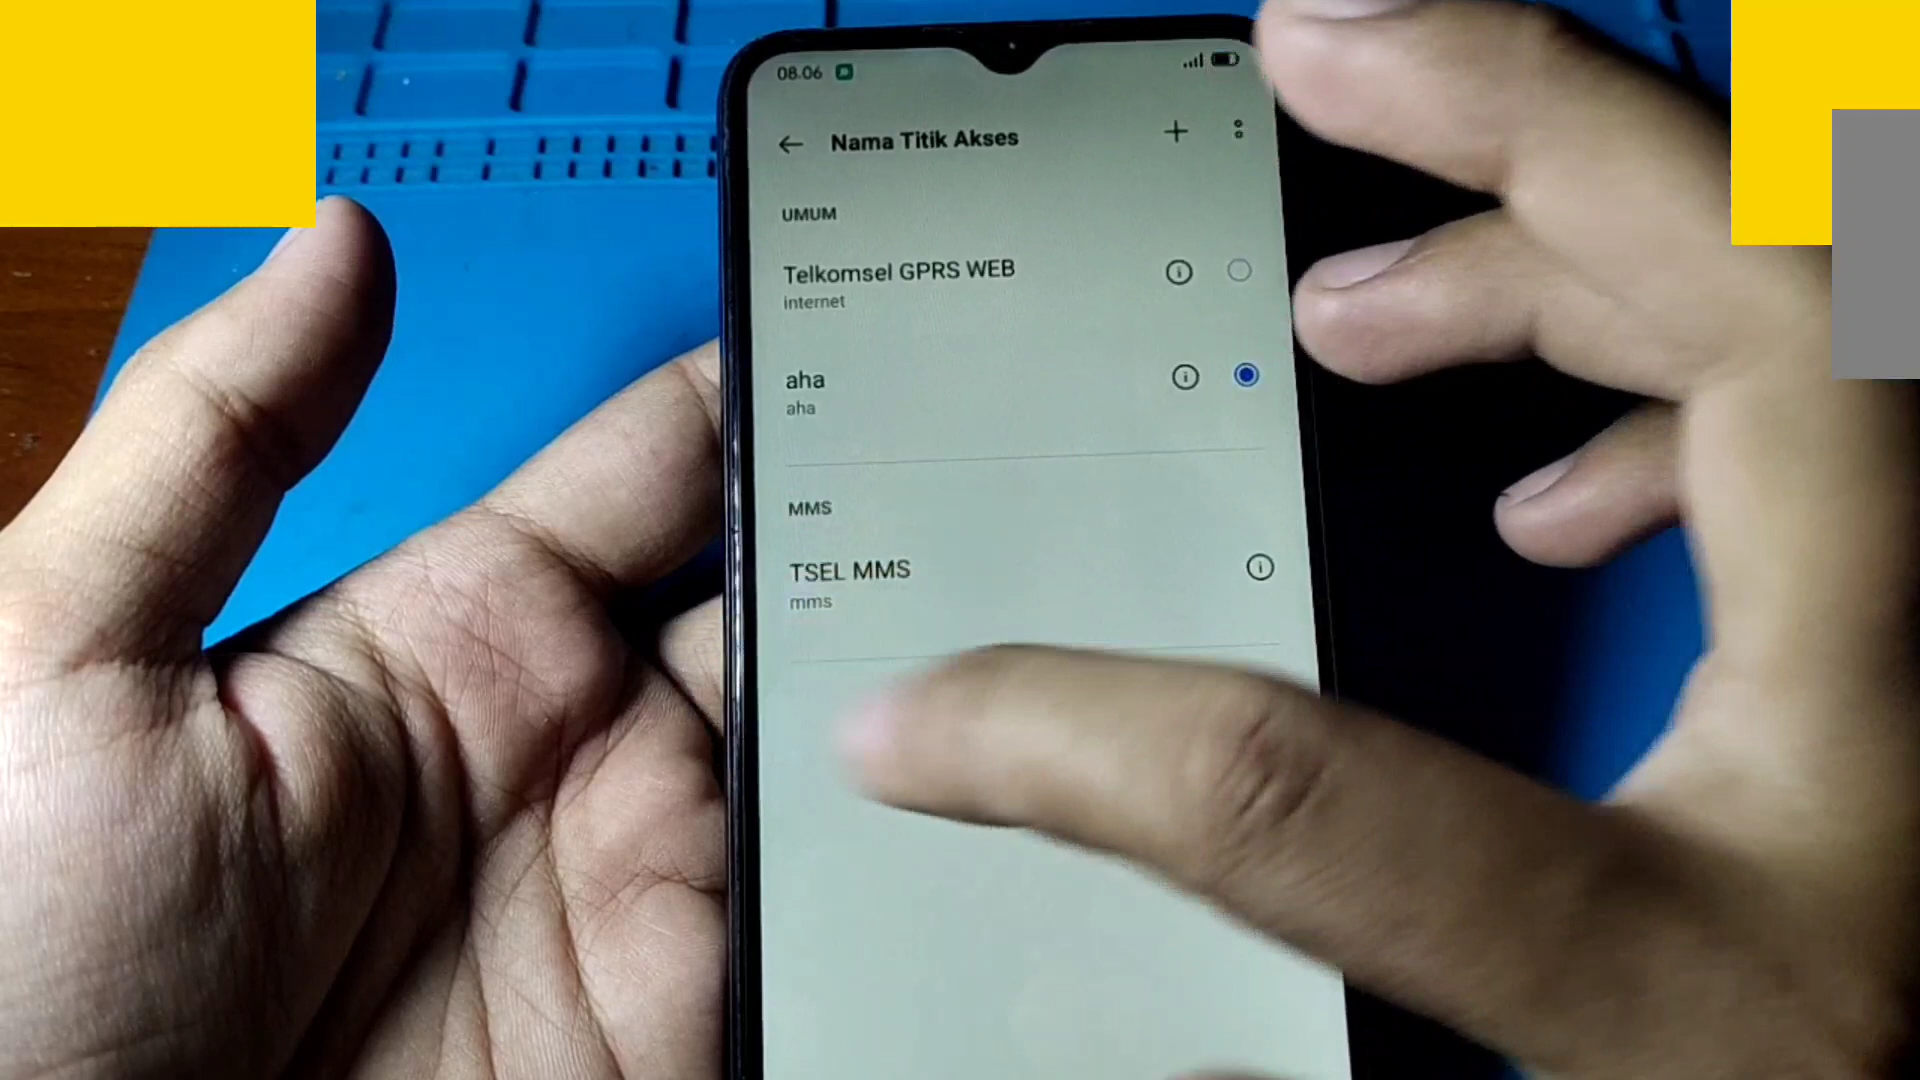 08.06
Nama Titik Akses
UMUM
Telkomsel GPRS WEB
internet
aha
aha
MMS
TSEL MMS
mms